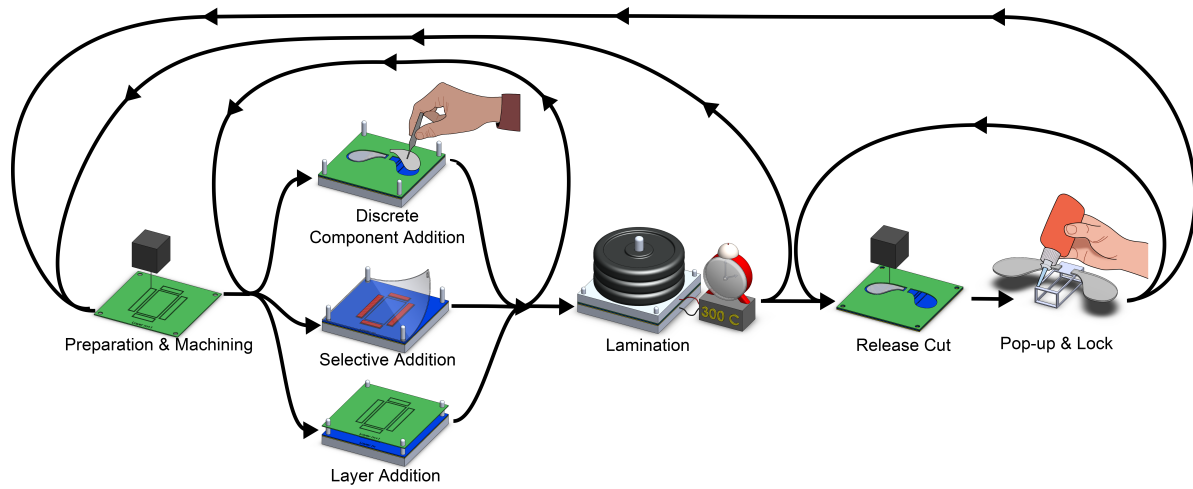 Discrete
Component Addition
Preparation & Machining
Selective Addition
Layer Addition
300 C
Lamination
Release Cut
Pop-up & Lock